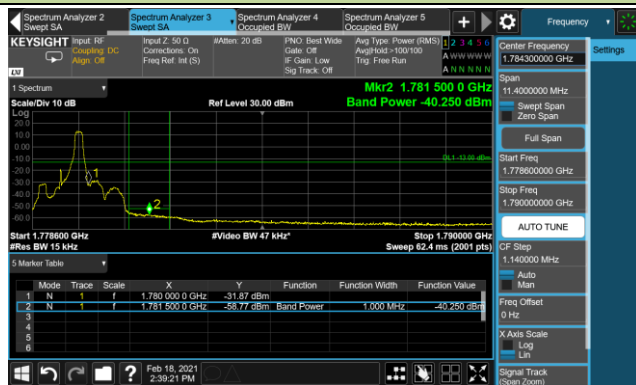 Spectrum Analyzer 2
Swept SA
Spectrum Analyzer 3
Swept SA
Spectrum Analyzer 4
Occupied BW
Spectrum Analyzer 5
Occupied BW
Frequency
KEYSIGHT
Input: RF
Coupling: DC
Align: Off
Input Z: 50 Ω
Corrections: On
Freq Ref: Int (S)
#Atten: 20 dB
PNO: Best Wide
Gate: Off
IF Gain: Low
Sig Track: Off
Avg Type: Power (RMS)
Avg|Hold:>100/100
Trig: Free Run
1 2 3 4 5 6
A W W W W W
A N N N N N
LXI
1 Spectrum
Scale/Div 10 dB
Log
Ref Level 30.00 dBm
Mkr2 1.781 500 0 GHz
Band Power -40.250 dBm
20.0
10.0
0.00
-10.0
-20.0
-30.0
-40.0
-50.0
-60.0
DL1 -13.00 dBm
1
2
Start 1.778600 GHz
#Res BW 15 kHz
#Video BW 47 kHz*
Stop 1.790000 GHz
Sweep 62.4 ms (2001 pts)
5 Marker Table
Mode Trace Scale X Y Function Function Width Function Value
1 N 1 f 1.780 000 0 GHz -31.87 dBm
2 N 1 f 1.781 500 0 GHz -58.77 dBm Band Power 1.000 MHz -40.250 dBm
3
4
5
6
Feb 18, 2021
2:39:21 PM
Center Frequency
1.784300000 GHz
Settings
Span
11.4000000 MHz
Swept Span
Zero Span
Full Span
Start Freq
1.778600000 GHz
Stop Freq
1.790000000 GHz
AUTO TUNE
CF Step
1.140000 MHz
Auto
Man
Freq Offset
0 Hz
X Axis Scale
Log
Lin
Signal Track
(Span Zoom)